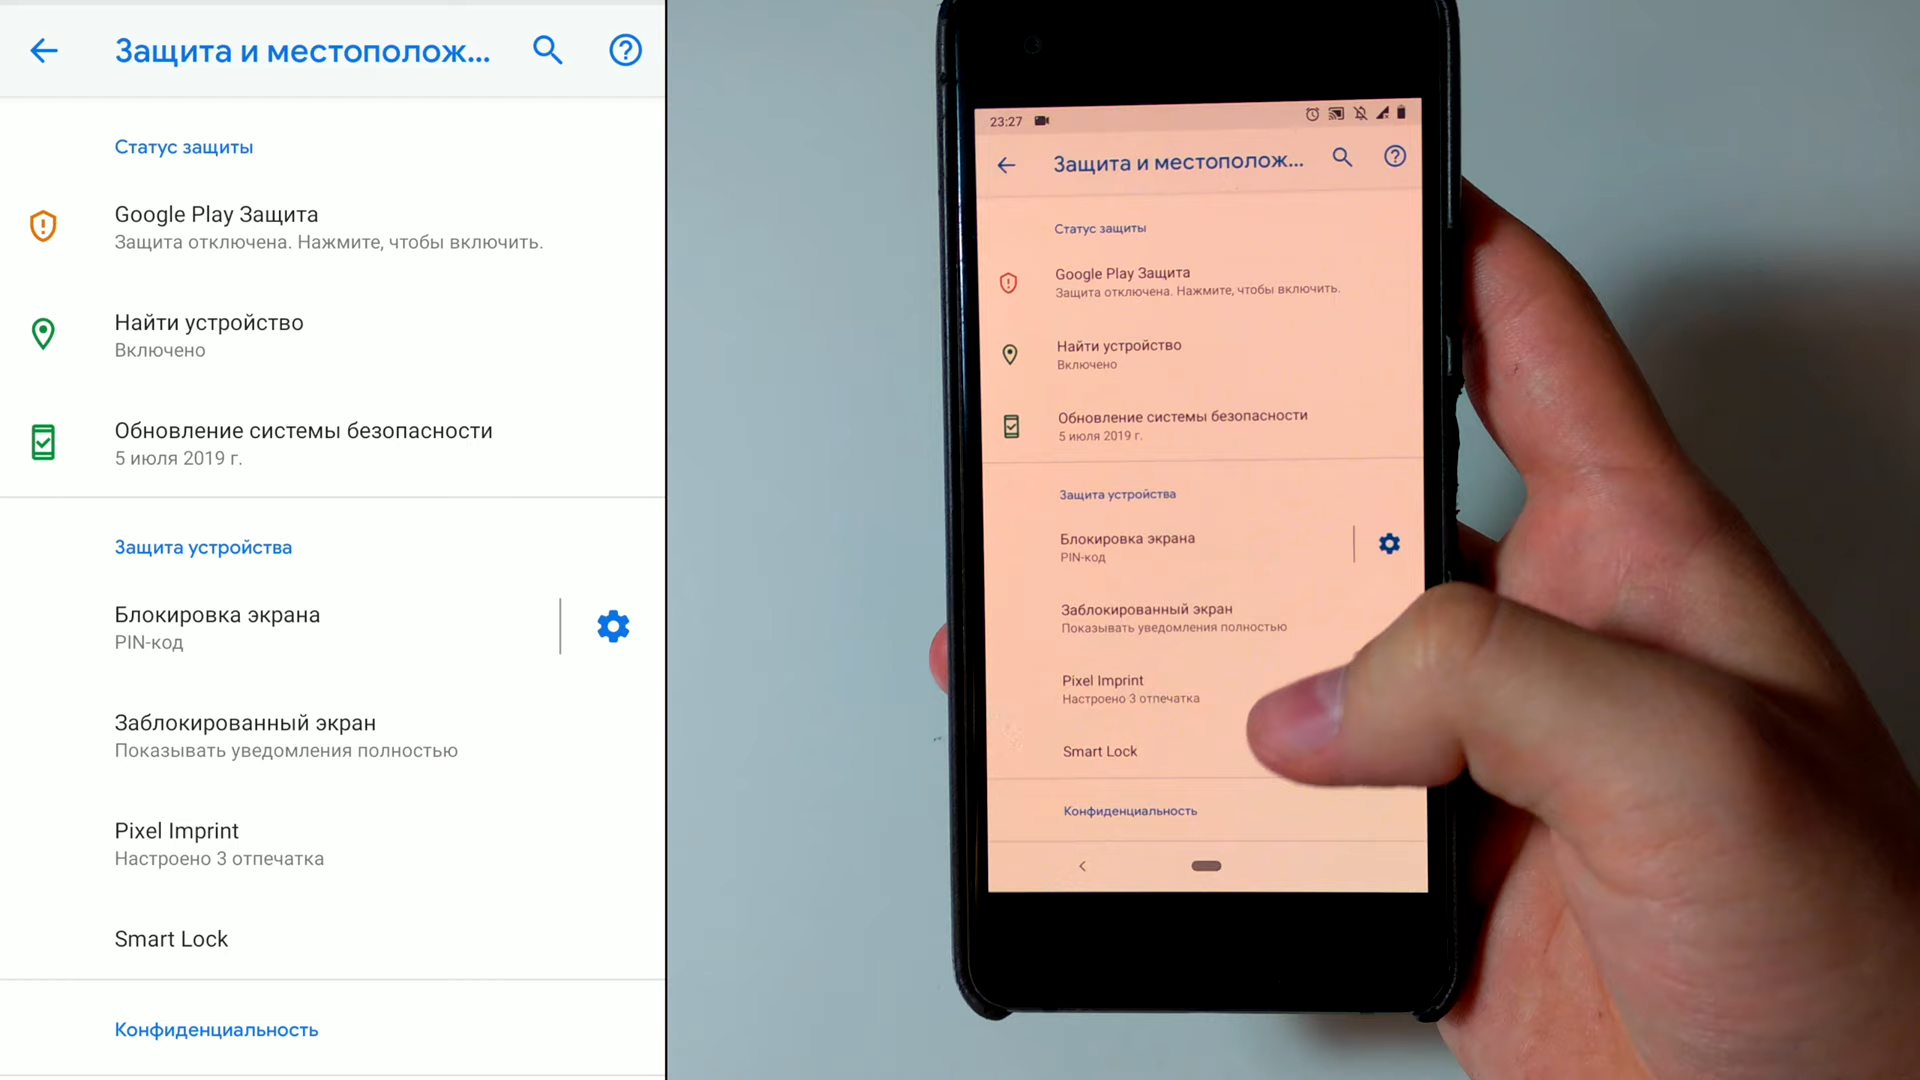 Защита и местополож...
Статус защиты
Google Play Защита
Защита отключена. Нажмите, чтобы включить.
Найти устройство
Включено
Обновление системы безопасности
5 июля 2019 г.
Защита устройства
Блокировка экрана
PIN-код
Заблокированный экран
Показывать уведомления полностью
Pixel Imprint
Настроено 3 отпечатка
Smart Lock
Конфиденциальность
23:27
Защита и местополож...
Статус защиты
Google Play Защита
Защита отключена. Нажмите, чтобы включить.
Найти устройство
Включено
Обновление системы безопасности
5 июля 2019 г.
Защита устройства
Блокировка экрана
PIN-код
Заблокированный экран
Показывать уведомления полностью
Pixel Imprint
Настроено 3 отпечатка
Smart Lock
Конфиденциальность